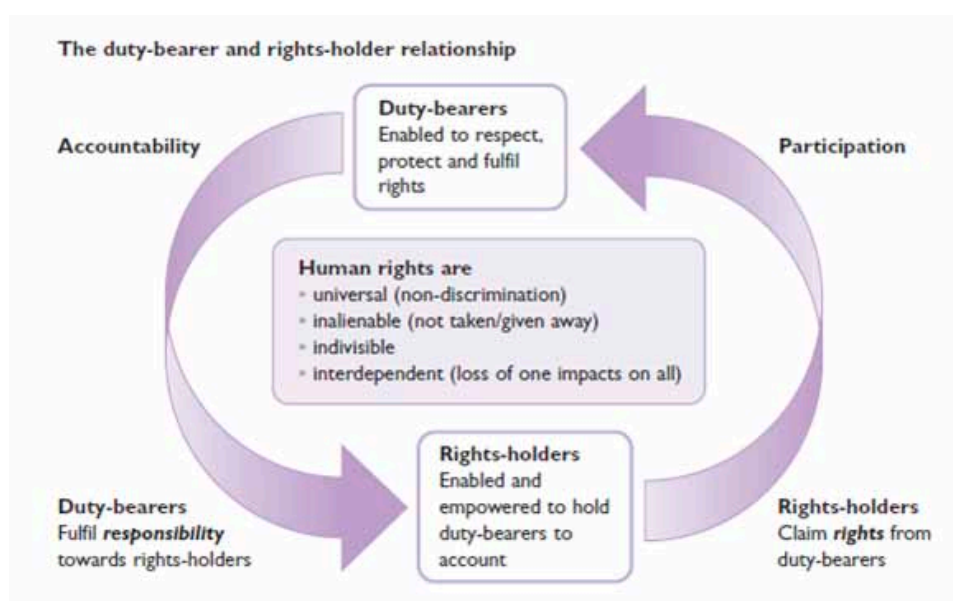 The duty-bearer and rights-holder relationship
Duty-bearers
Enabled to respect,
protect and fulfil
rights
Accountability
Participation
Human rights are
• universal (non-discrimination)
• inalienable (not taken/given away)
• indivisible
• interdependent (loss of one impacts on all)
Rights-holders
Enabled and
empowered to hold
duty-bearers to
account
Duty-bearers
Fulfil responsibility
towards rights-holders
Rights-holders
Claim rights from
duty-bearers